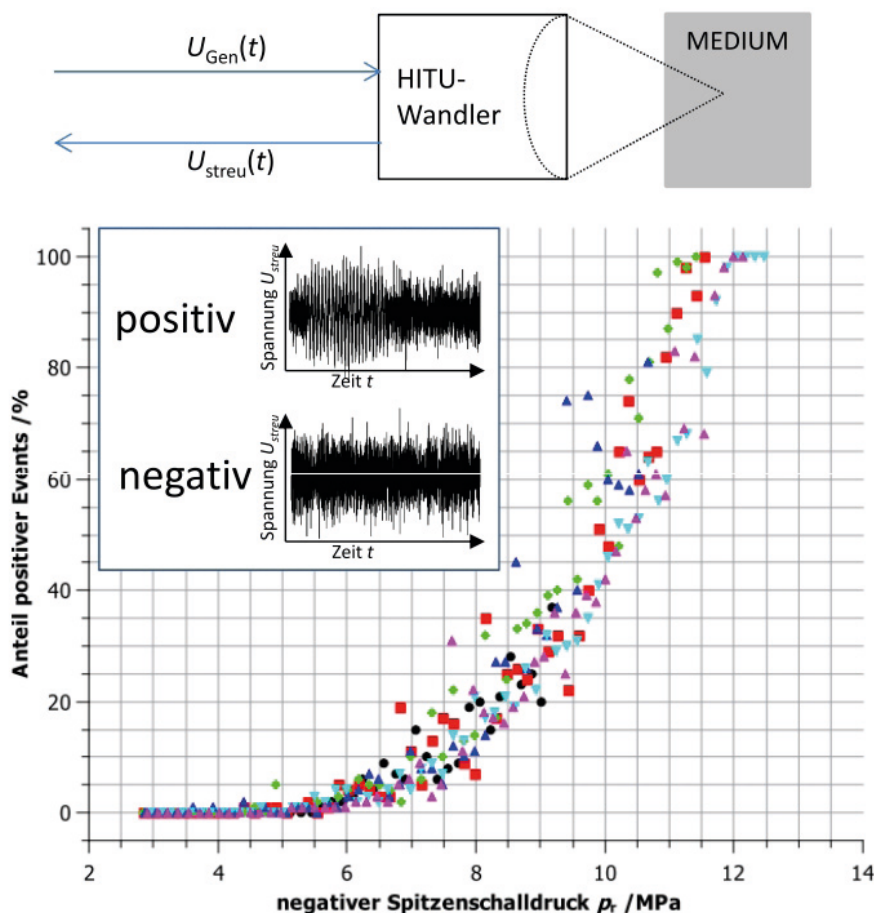 U_Gen(t)
U_streu(t)
HITU-
Wandler
MEDIUM
positiv
Spannung U_streu
Zeit t
negativ
Spannung U_streu
Zeit t
Anteil positiver Events /%
100
80
60
40
20
0
2 4 6 8 10 12 14
negativer Spitzenschalldruck p_r /MPa